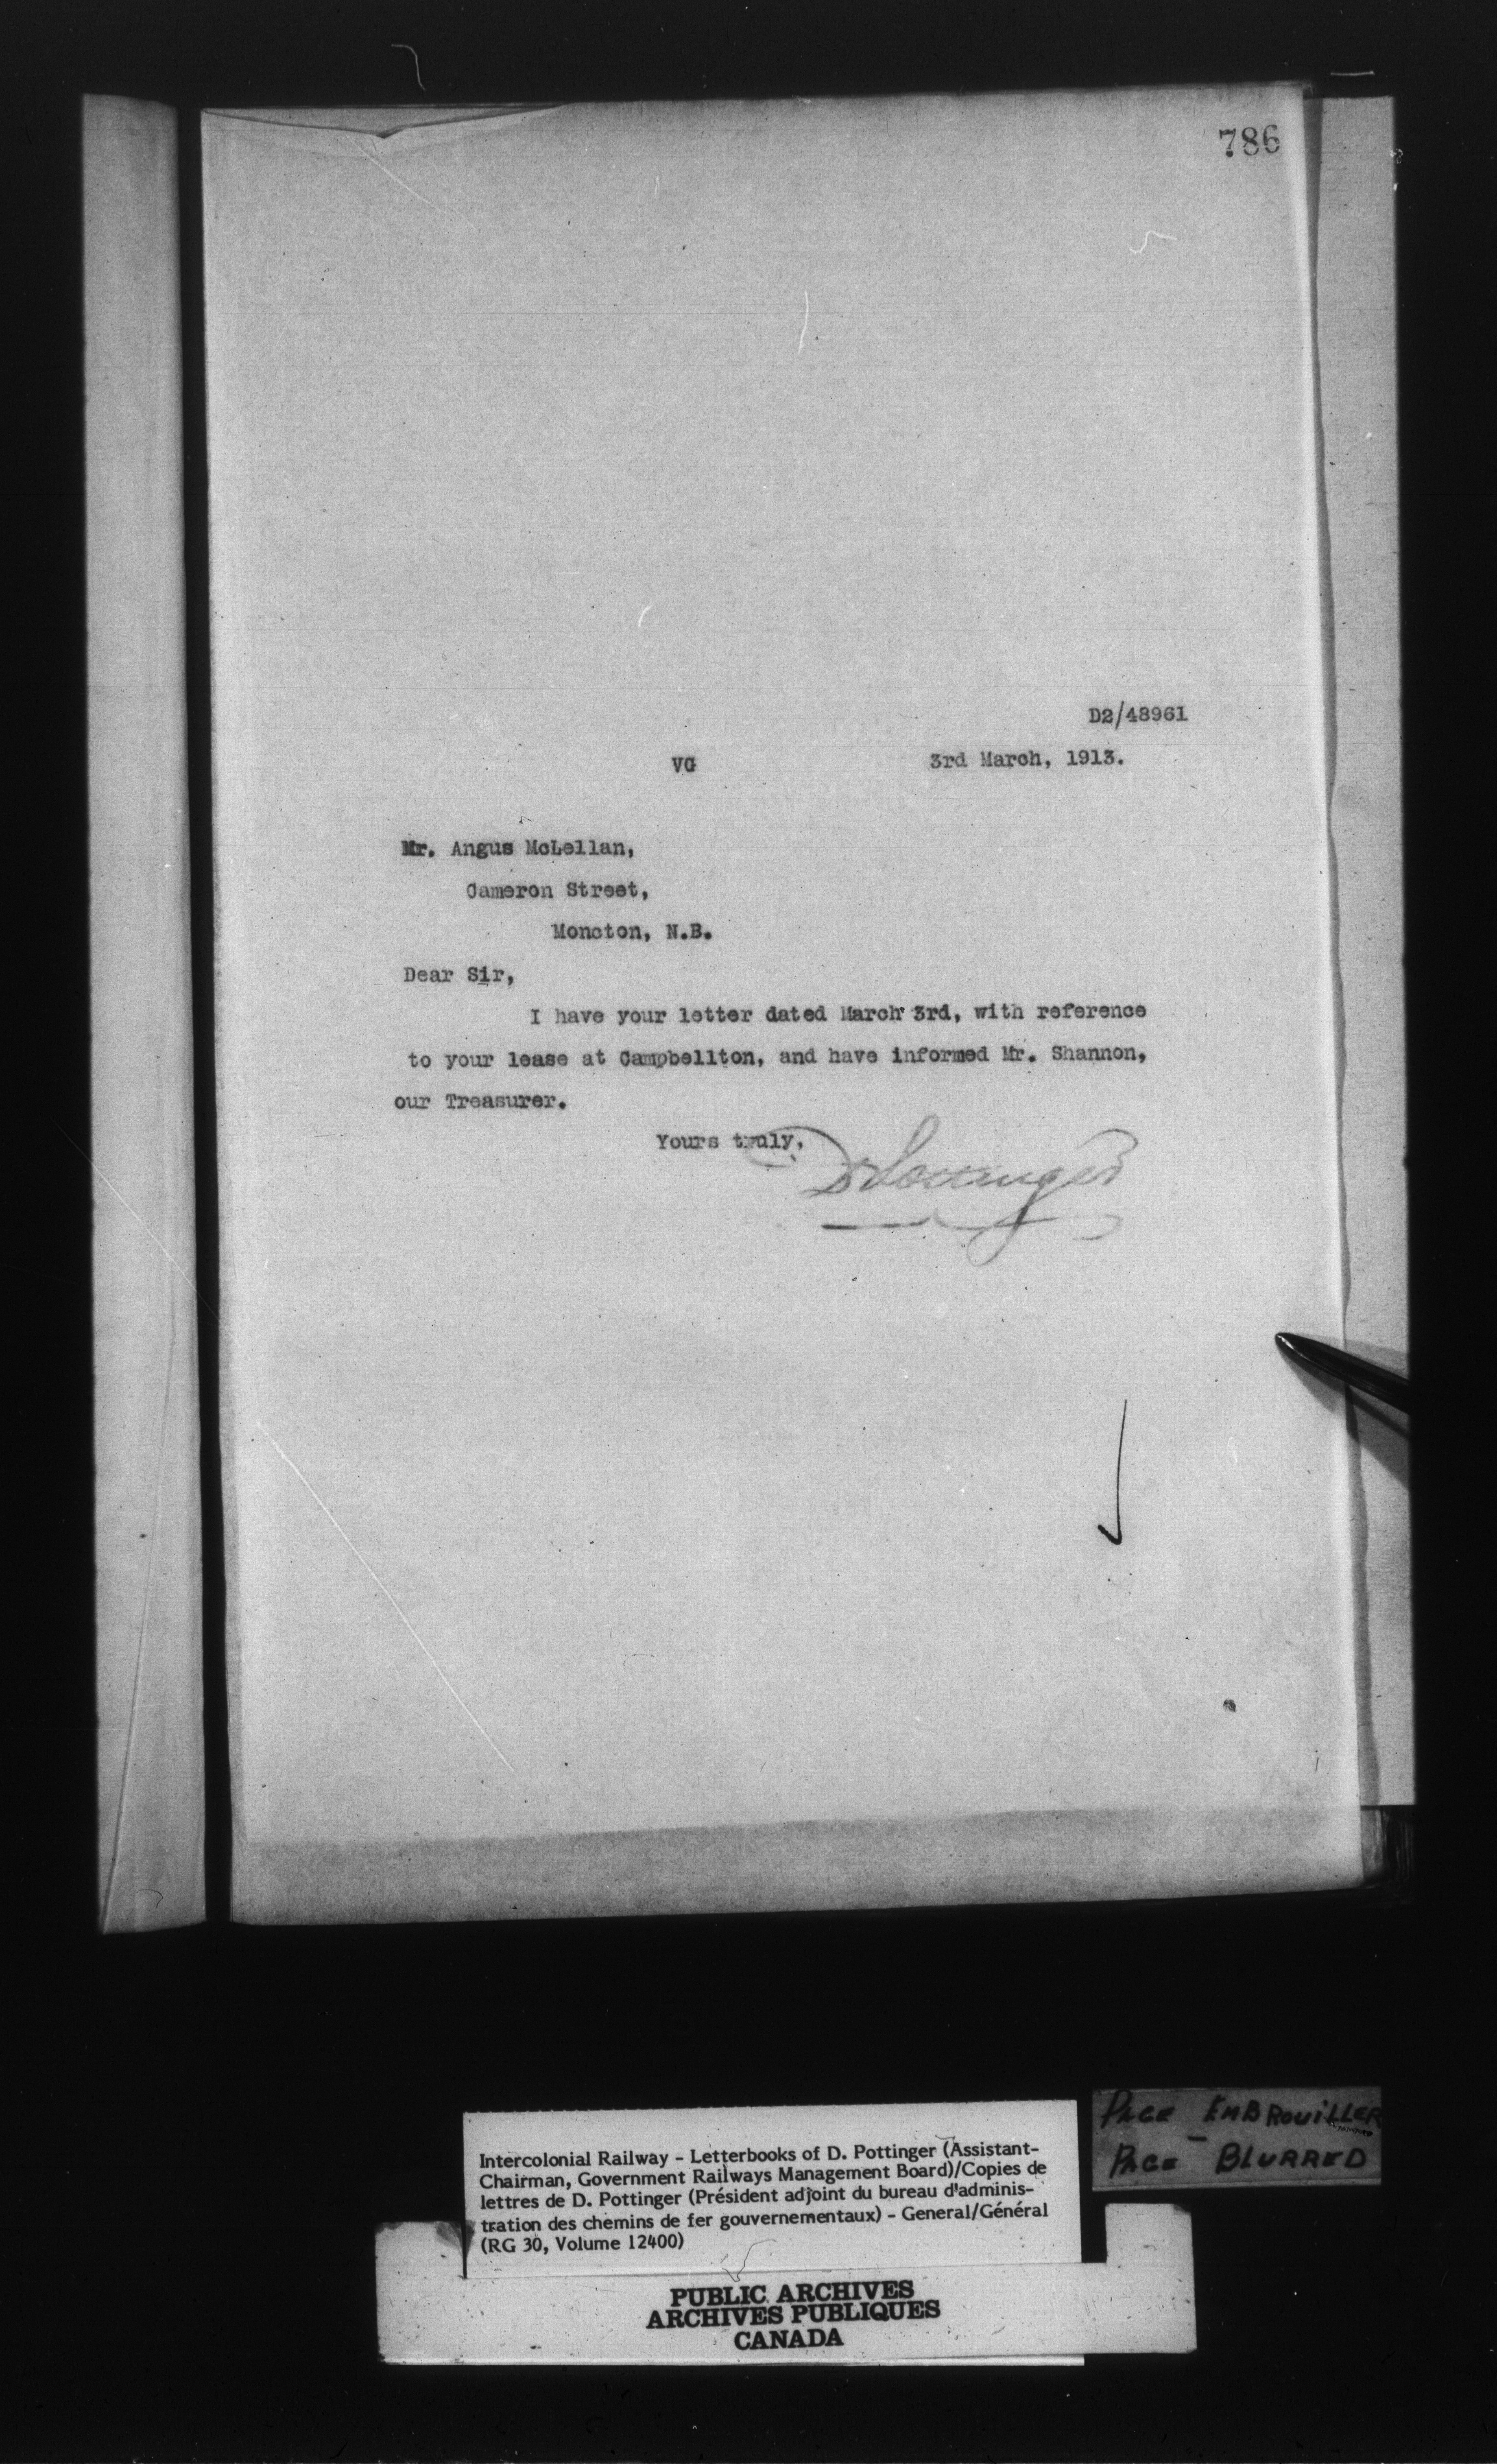 786
D2/48961
VG 3rd March, 1913.
Mr. Angus McLellan,
Cameron Street,
Moncton, N.B.
Dear Sir,
I have your letter dated March 3rd, with reference
to your lease at Campbellton, and have informed Mr. Shannon,
our Treasurer.
Yours truly,
D Pottinger
PAGE EMBROUILLER
PAGE BLURRED
Intercolonial Railway - Letterbooks of D. Pottinger (Assistant-
Chairman, Government Railways Management Board)/Copies de
lettres de D. Pottinger (Président adjoint du bureau d'adminis-
tration des chemins de fer gouvernementaux) - General/Général
(RG 30, Volume 12400)
PUBLIC ARCHIVES
ARCHIVES PUBLIQUES
CANADA